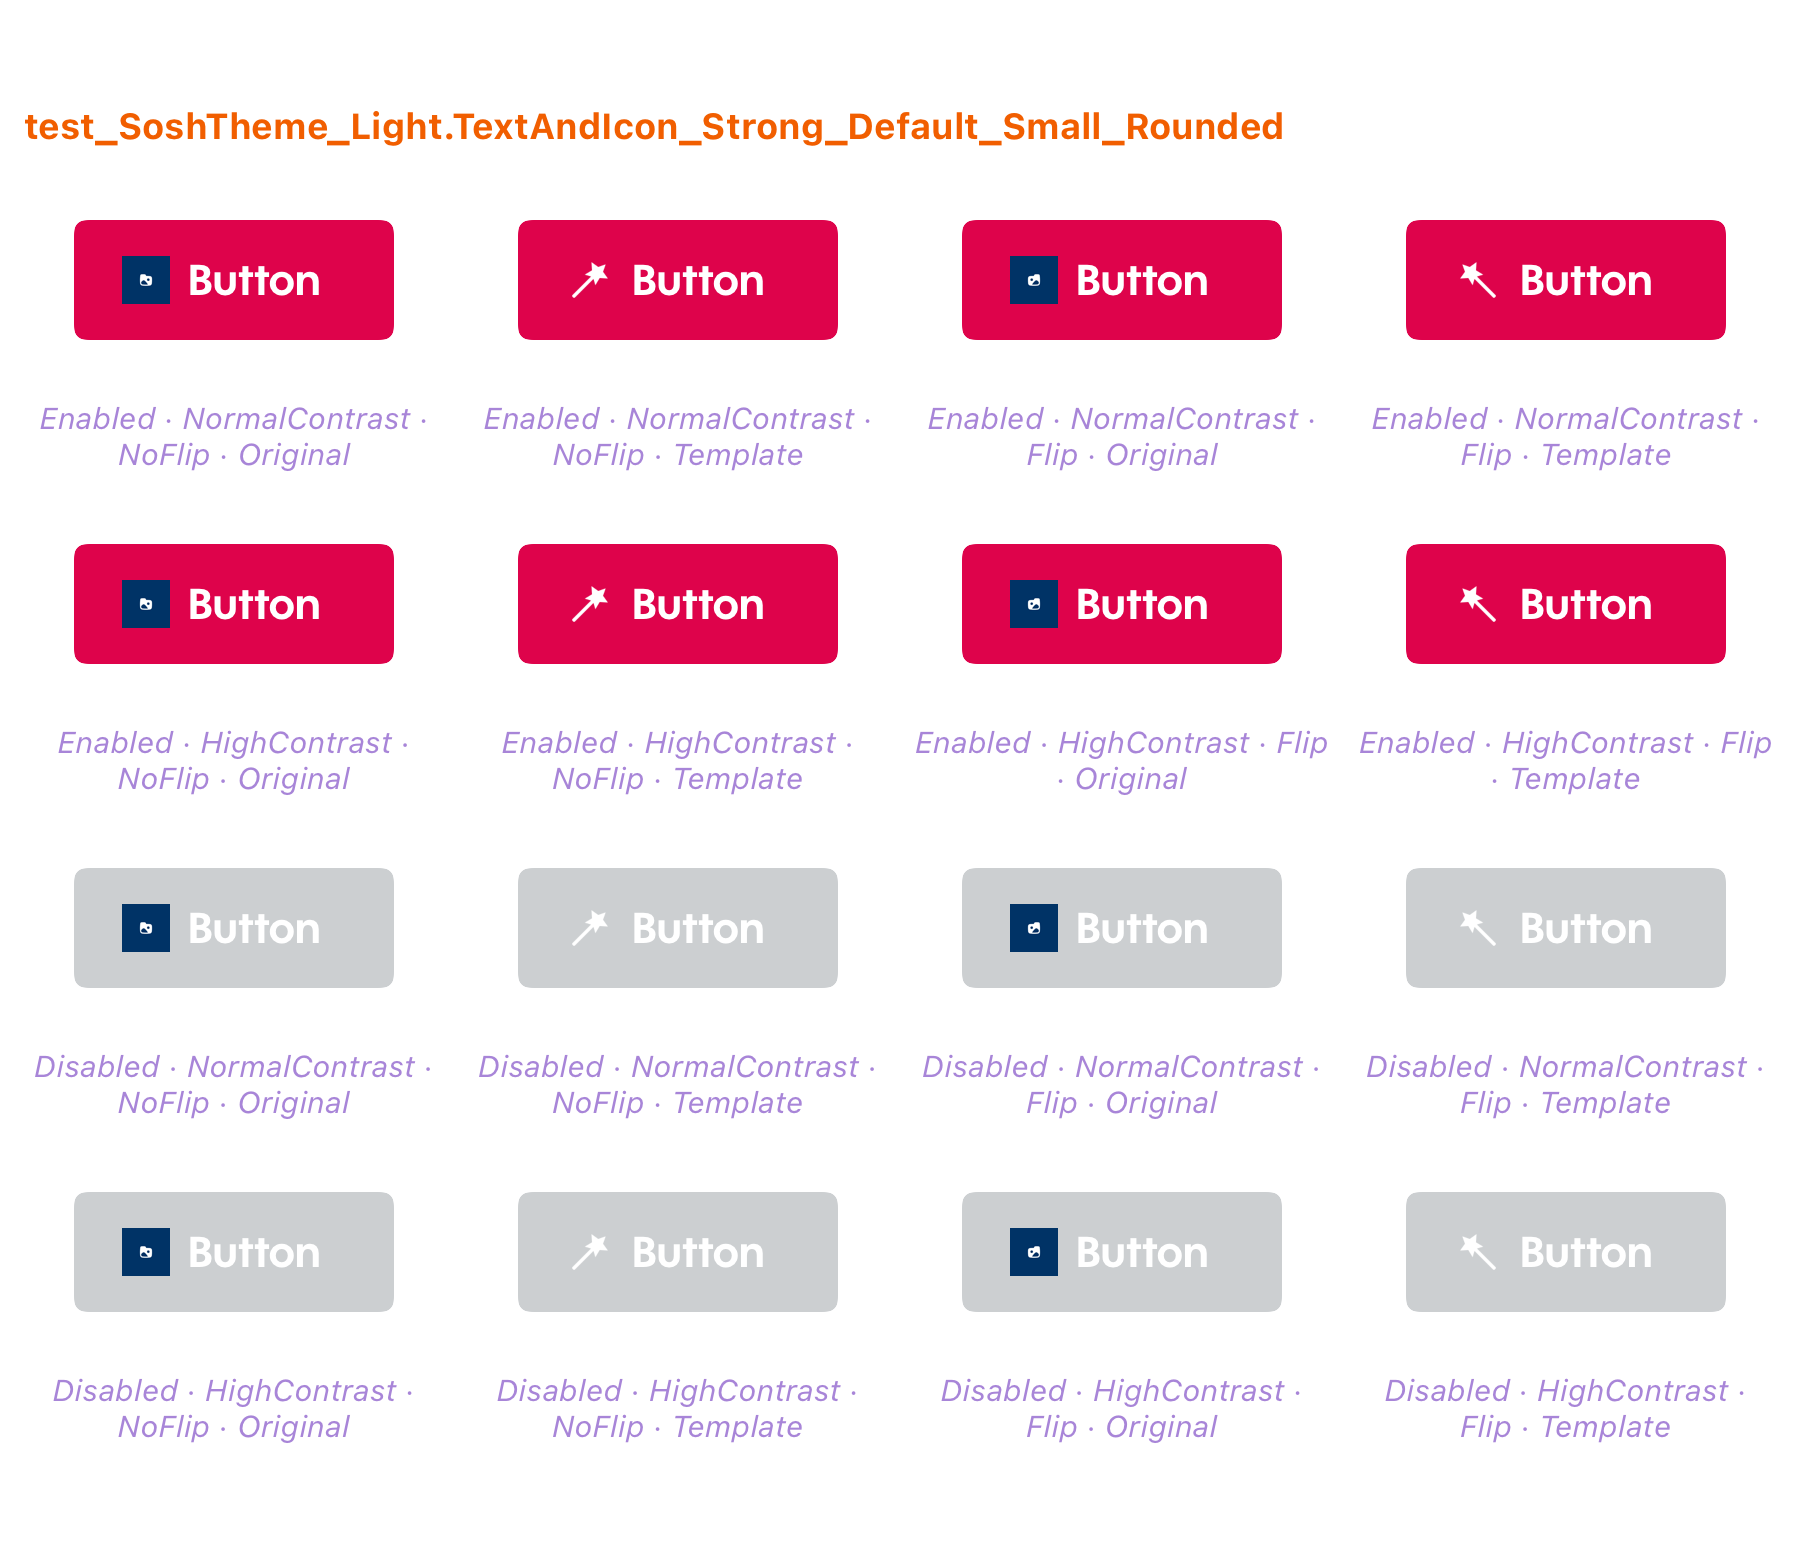 test_SoshTheme_Light.TextAndIcon_Strong_Default_Small_Rounded
Button Button Button Button
Enabled · NormalContrast · Enabled · NormalContrast · Enabled · NormalContrast · Enabled · NormalContrast ·
NoFlip · Original NoFlip · Template Flip · Original Flip · Template
Button Button Button Button
Enabled · HighContrast · Enabled · HighContrast · Enabled · HighContrast · Flip Enabled · HighContrast · Flip
NoFlip · Original NoFlip · Template · Original · Template
Button Button Button Button
Disabled · NormalContrast · Disabled · NormalContrast · Disabled · NormalContrast · Disabled · NormalContrast ·
NoFlip · Original NoFlip · Template Flip · Original Flip · Template
Button Button Button Button
Disabled · HighContrast · Disabled · HighContrast · Disabled · HighContrast · Disabled · HighContrast ·
NoFlip · Original NoFlip · Template Flip · Original Flip · Template